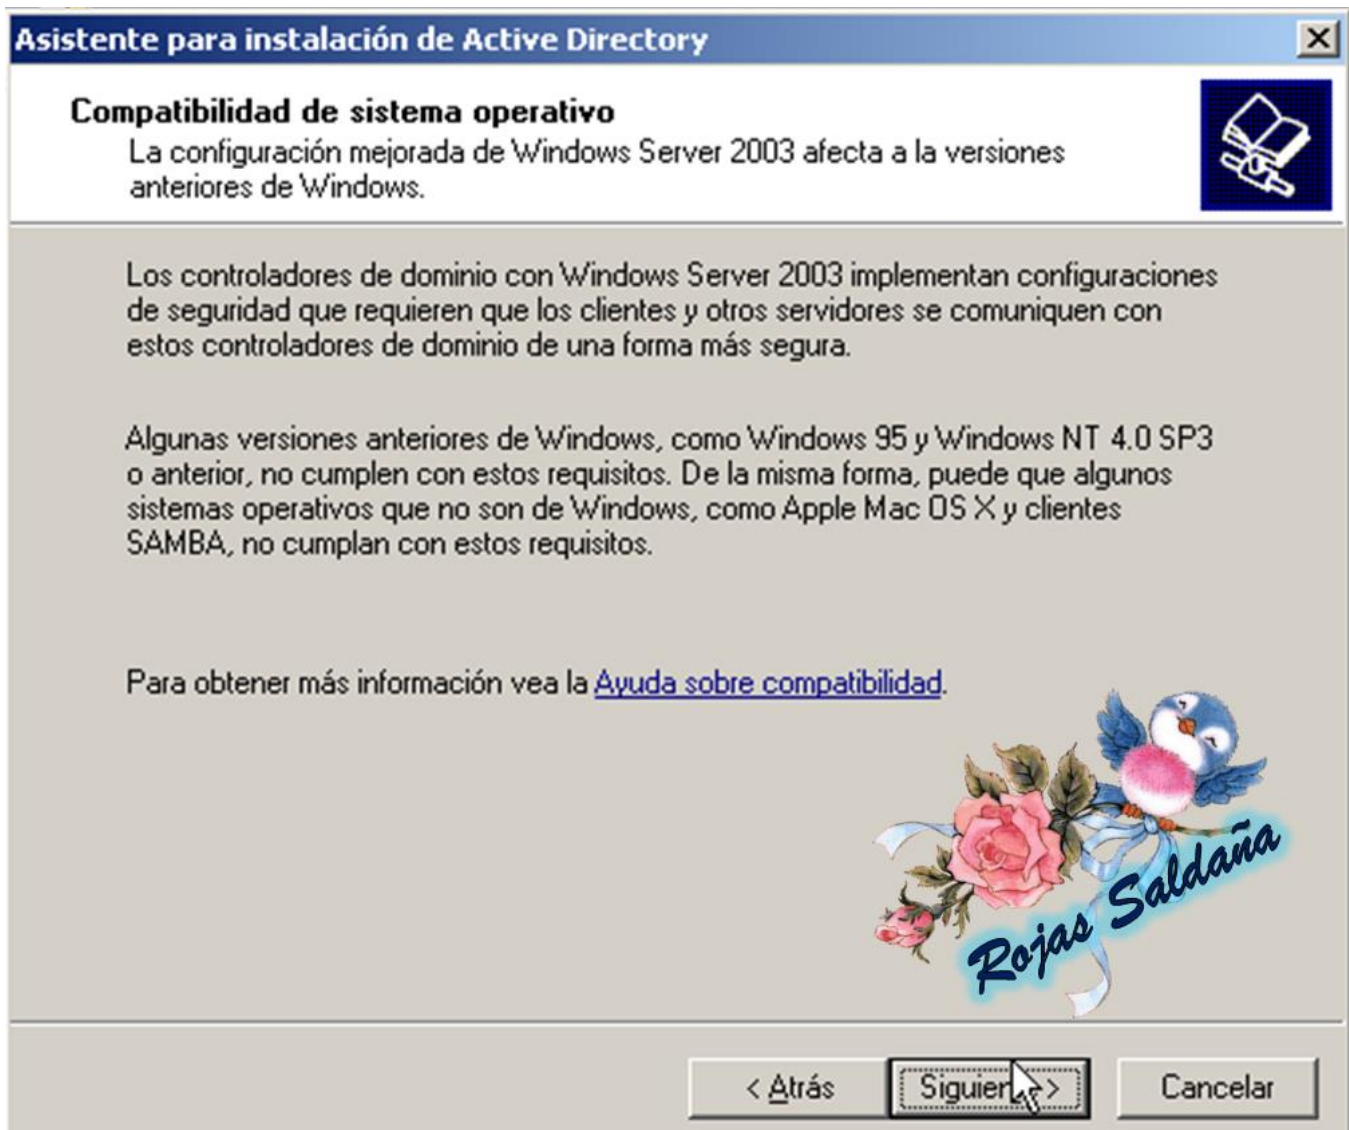 Asistente para instalación de Active Directory
Compatibilidad de sistema operativo
La configuración mejorada de Windows Server 2003 afecta a la versiones
anteriores de Windows.
Los controladores de dominio con Windows Server 2003 implementan configuraciones
de seguridad que requieren que los clientes y otros servidores se comuniquen con
estos controladores de dominio de una forma más segura.
Algunas versiones anteriores de Windows, como Windows 95 y Windows NT 4.0 SP3
o anterior, no cumplen con estos requisitos. De la misma forma, puede que algunos
sistemas operativos que no son de Windows, como Apple Mac OS X y clientes
SAMBA, no cumplan con estos requisitos.
Para obtener más información vea la Ayuda sobre compatibilidad.
Rojas Saldaña
< Atrás Siguiente > Cancelar